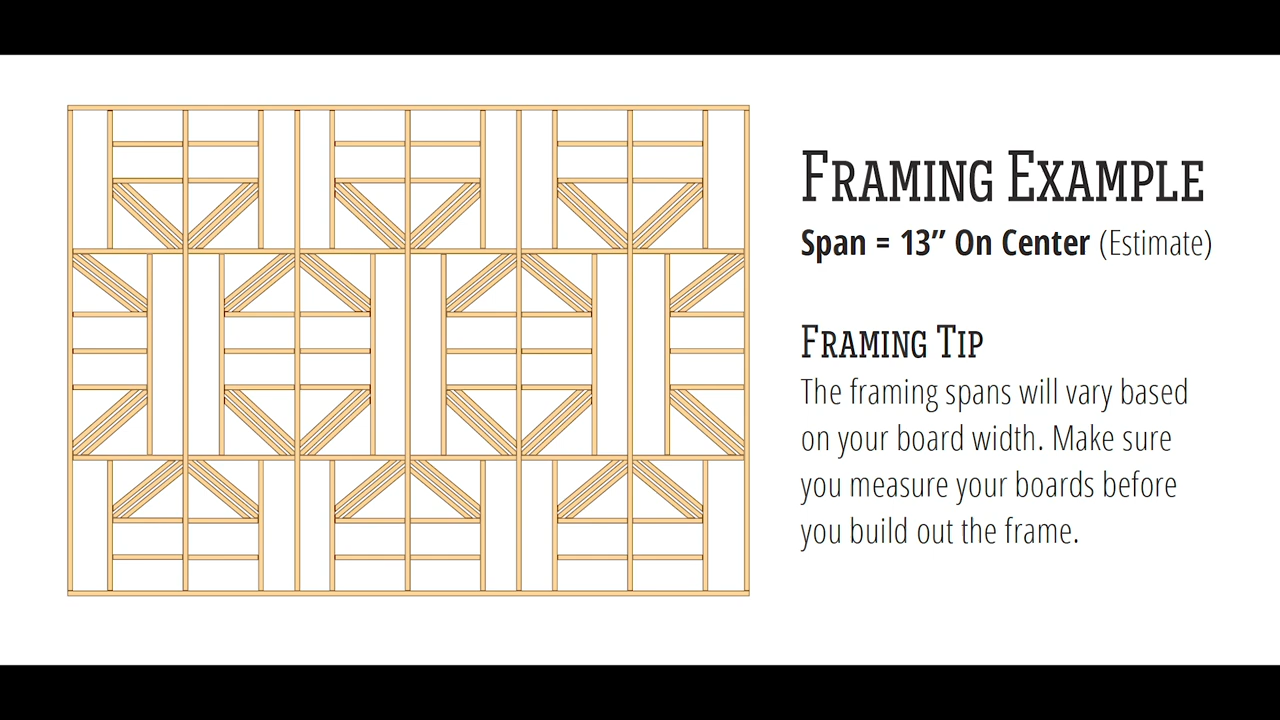 Framing Example
Span = 13” On Center (Estimate)
Framing Tip
The framing spans will vary based
on your board width. Make sure
you measure your boards before
you build out the frame.